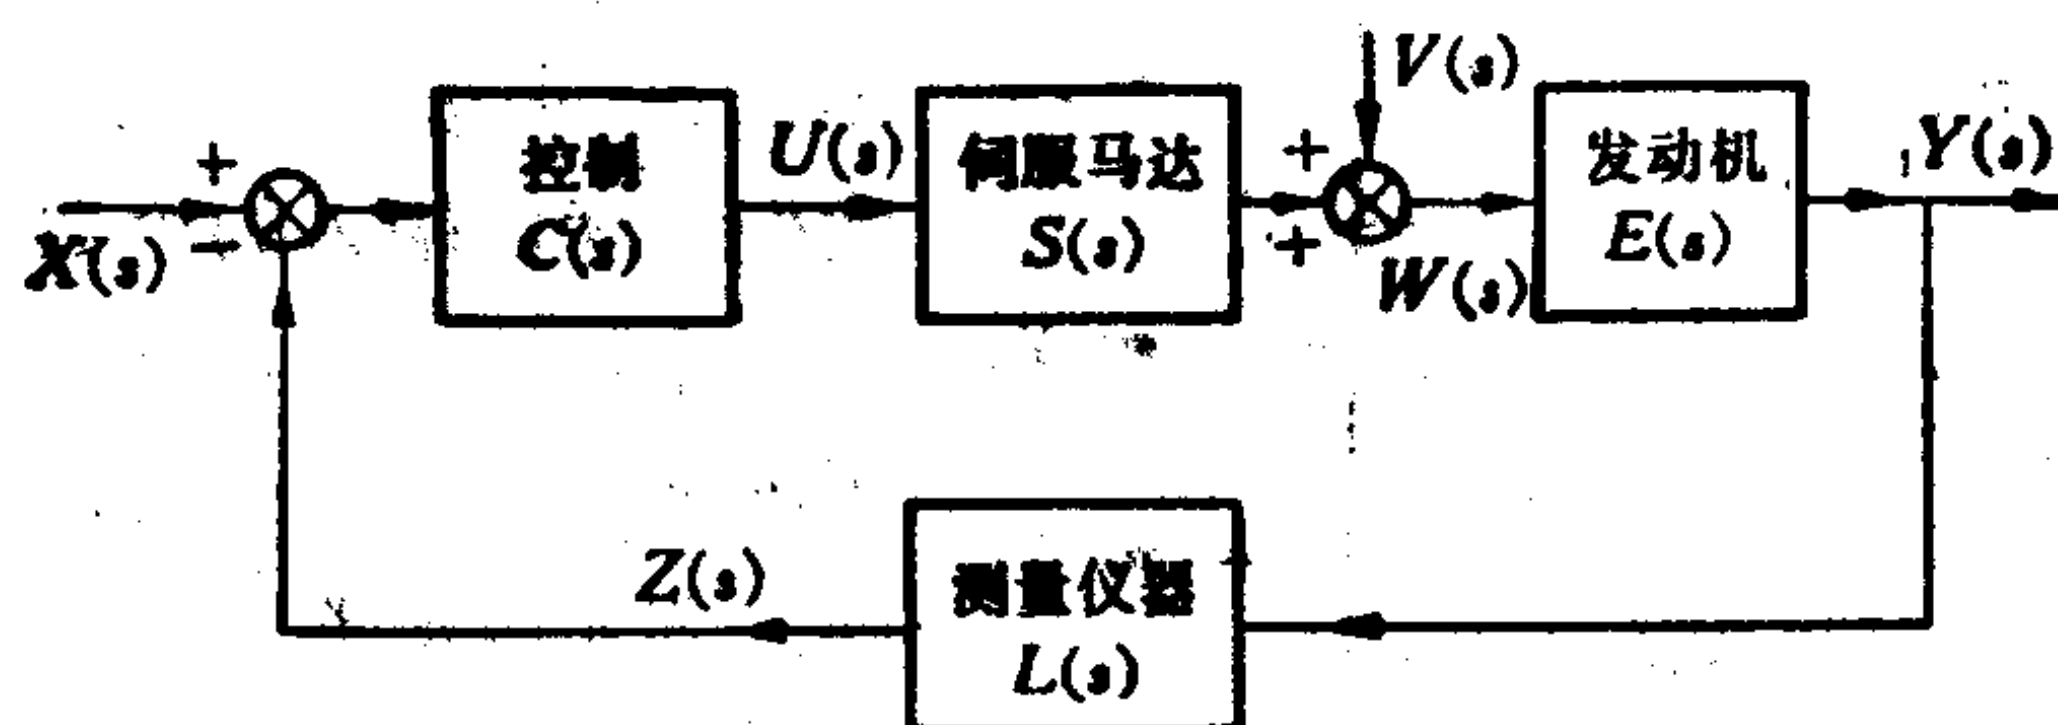 V(s)
+
控制
C(s)
U(s)
伺服马达
S(s)
+
+
发动机
E(s)
Y(s)
X(s)
−
W(s)
Z(s)
测量仪器
L(s)